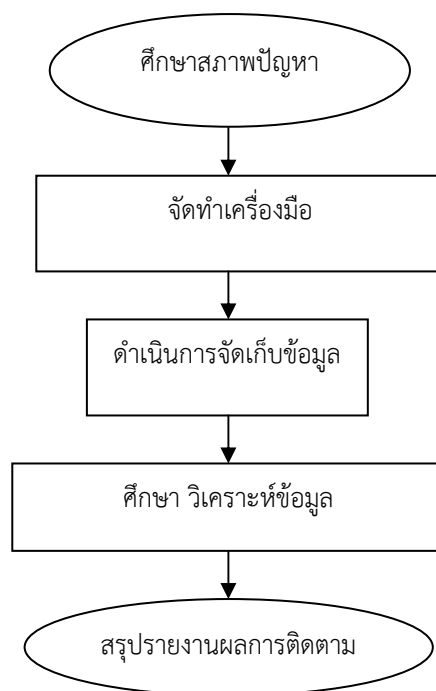 ศึกษาสภาพปัญหา
จัดทำเครื่องมือ
ดำเนินการจัดเก็บข้อมูล
ศึกษา วิเคราะห์ข้อมูล
สรุปรายงานผลการติดตาม